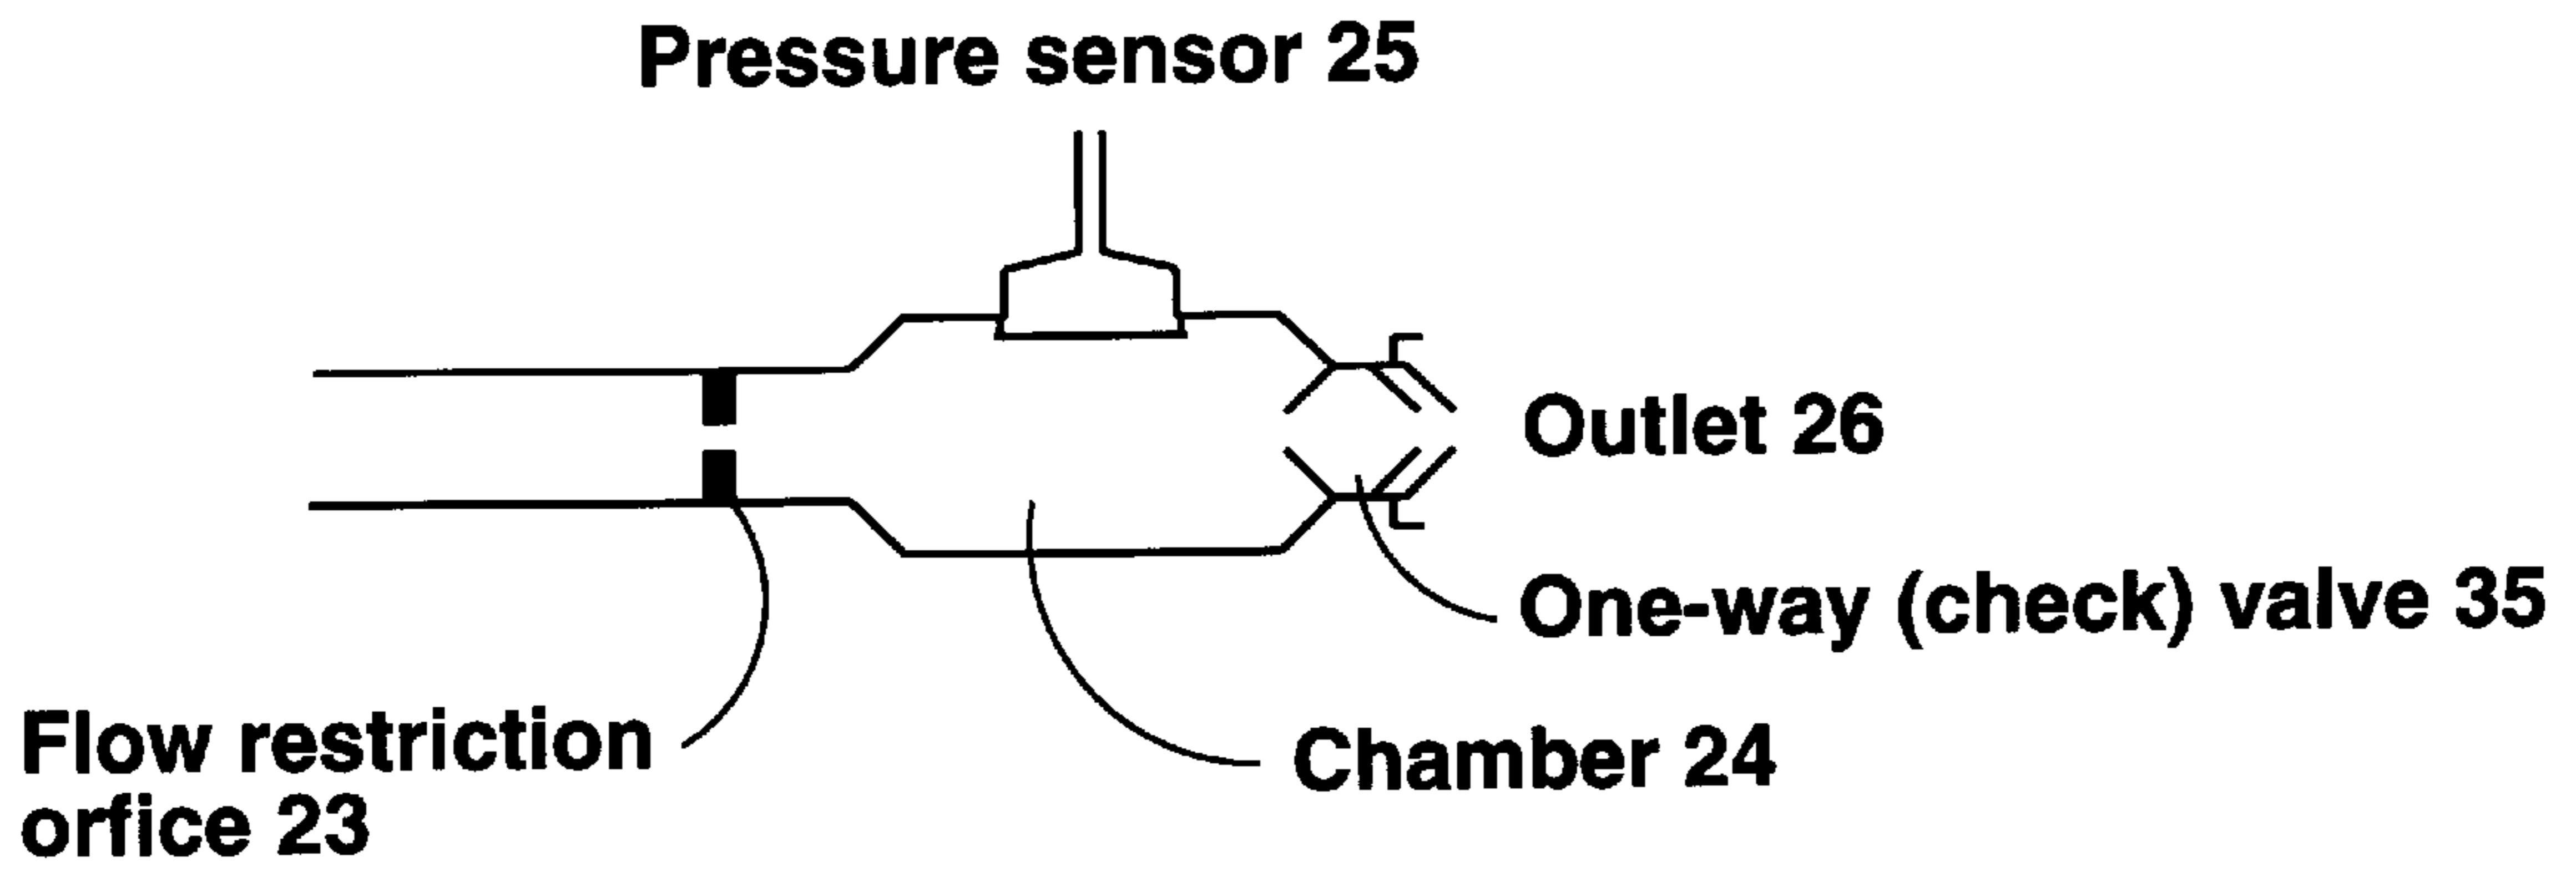 Pressure sensor 25
Outlet 26
One-way (check) valve 35
Flow restriction
orfice 23
Chamber 24